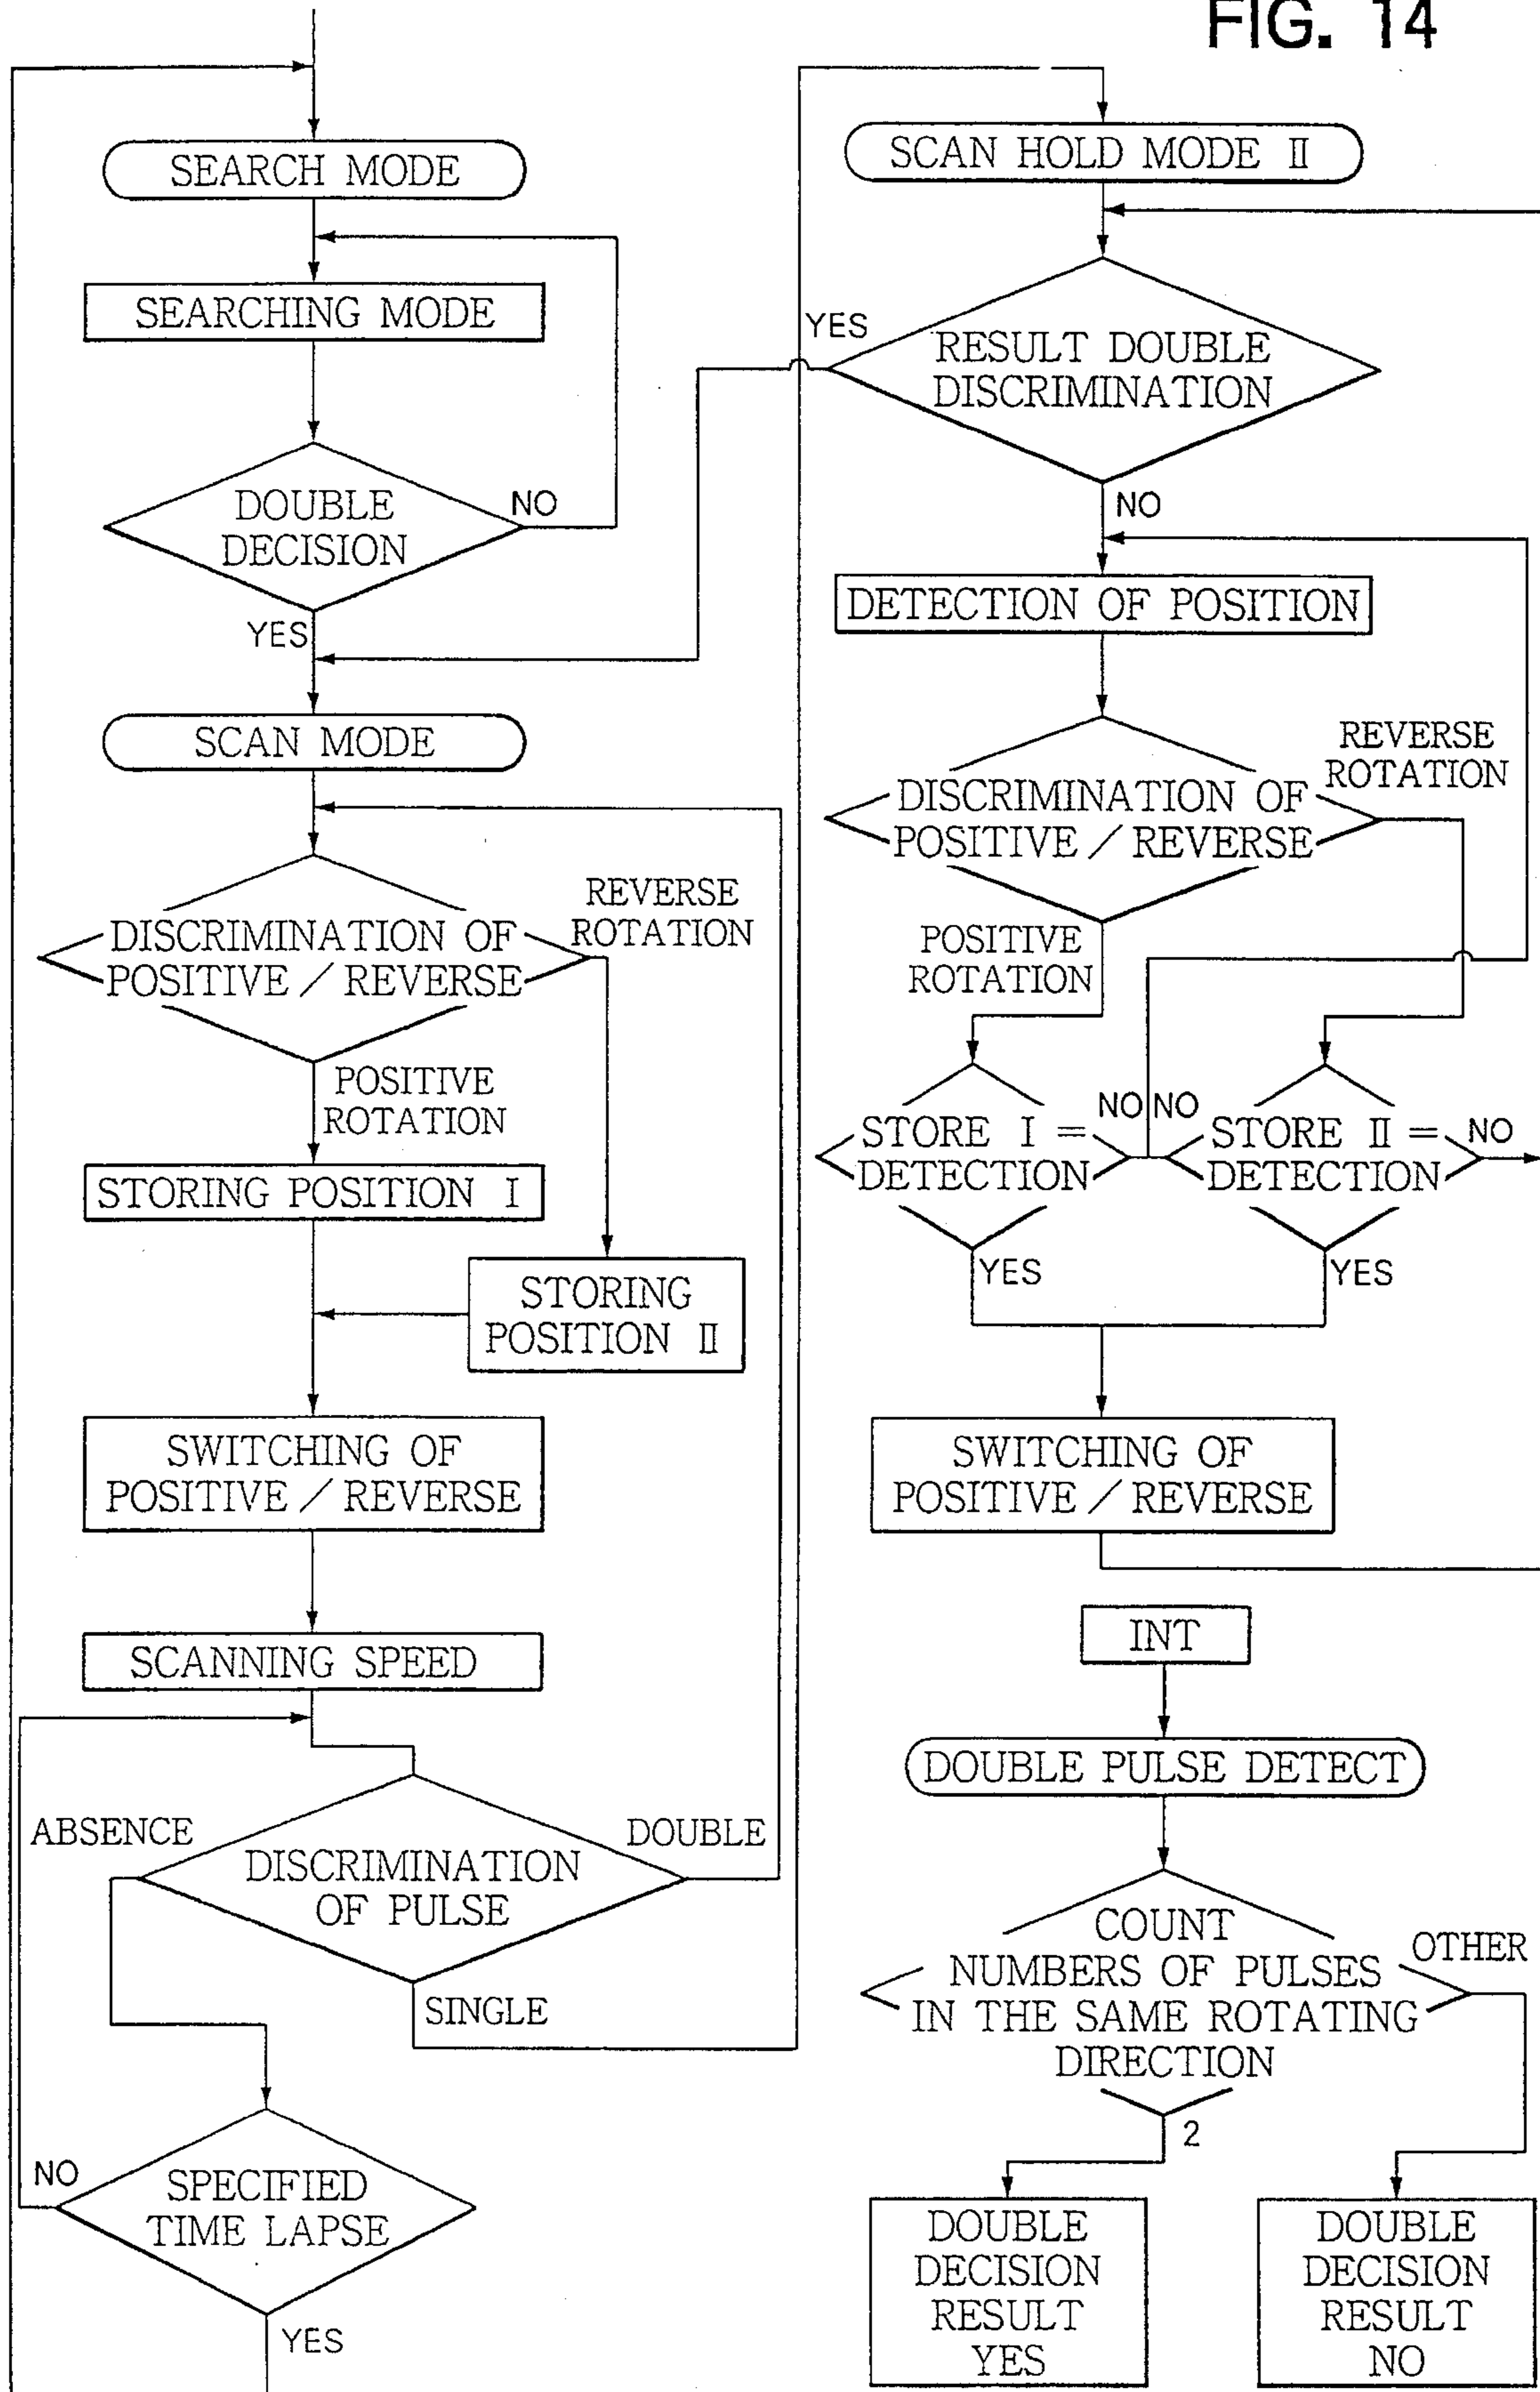 FIG. 14
SEARCH MODE
SEARCHING MODE
DOUBLE
DECISION
NO
YES
SCAN MODE
DISCRIMINATION OF
POSITIVE / REVERSE
REVERSE
ROTATION
POSITIVE
ROTATION
STORING POSITION I
STORING
POSITION II
SWITCHING OF
POSITIVE / REVERSE
SCANNING SPEED
ABSENCE
DOUBLE
DISCRIMINATION
OF PULSE
SINGLE
NO
SPECIFIED
TIME LAPSE
YES
SCAN HOLD MODE II
YES
RESULT DOUBLE
DISCRIMINATION
NO
DETECTION OF POSITION
REVERSE
ROTATION
DISCRIMINATION OF
POSITIVE / REVERSE
POSITIVE
ROTATION
STORE I =
DETECTION
NO
NO
STORE II =
DETECTION
NO
YES
YES
SWITCHING OF
POSITIVE / REVERSE
INT
DOUBLE PULSE DETECT
COUNT
NUMBERS OF PULSES
IN THE SAME ROTATING
DIRECTION
OTHER
2
DOUBLE
DECISION
RESULT
YES
DOUBLE
DECISION
RESULT
NO